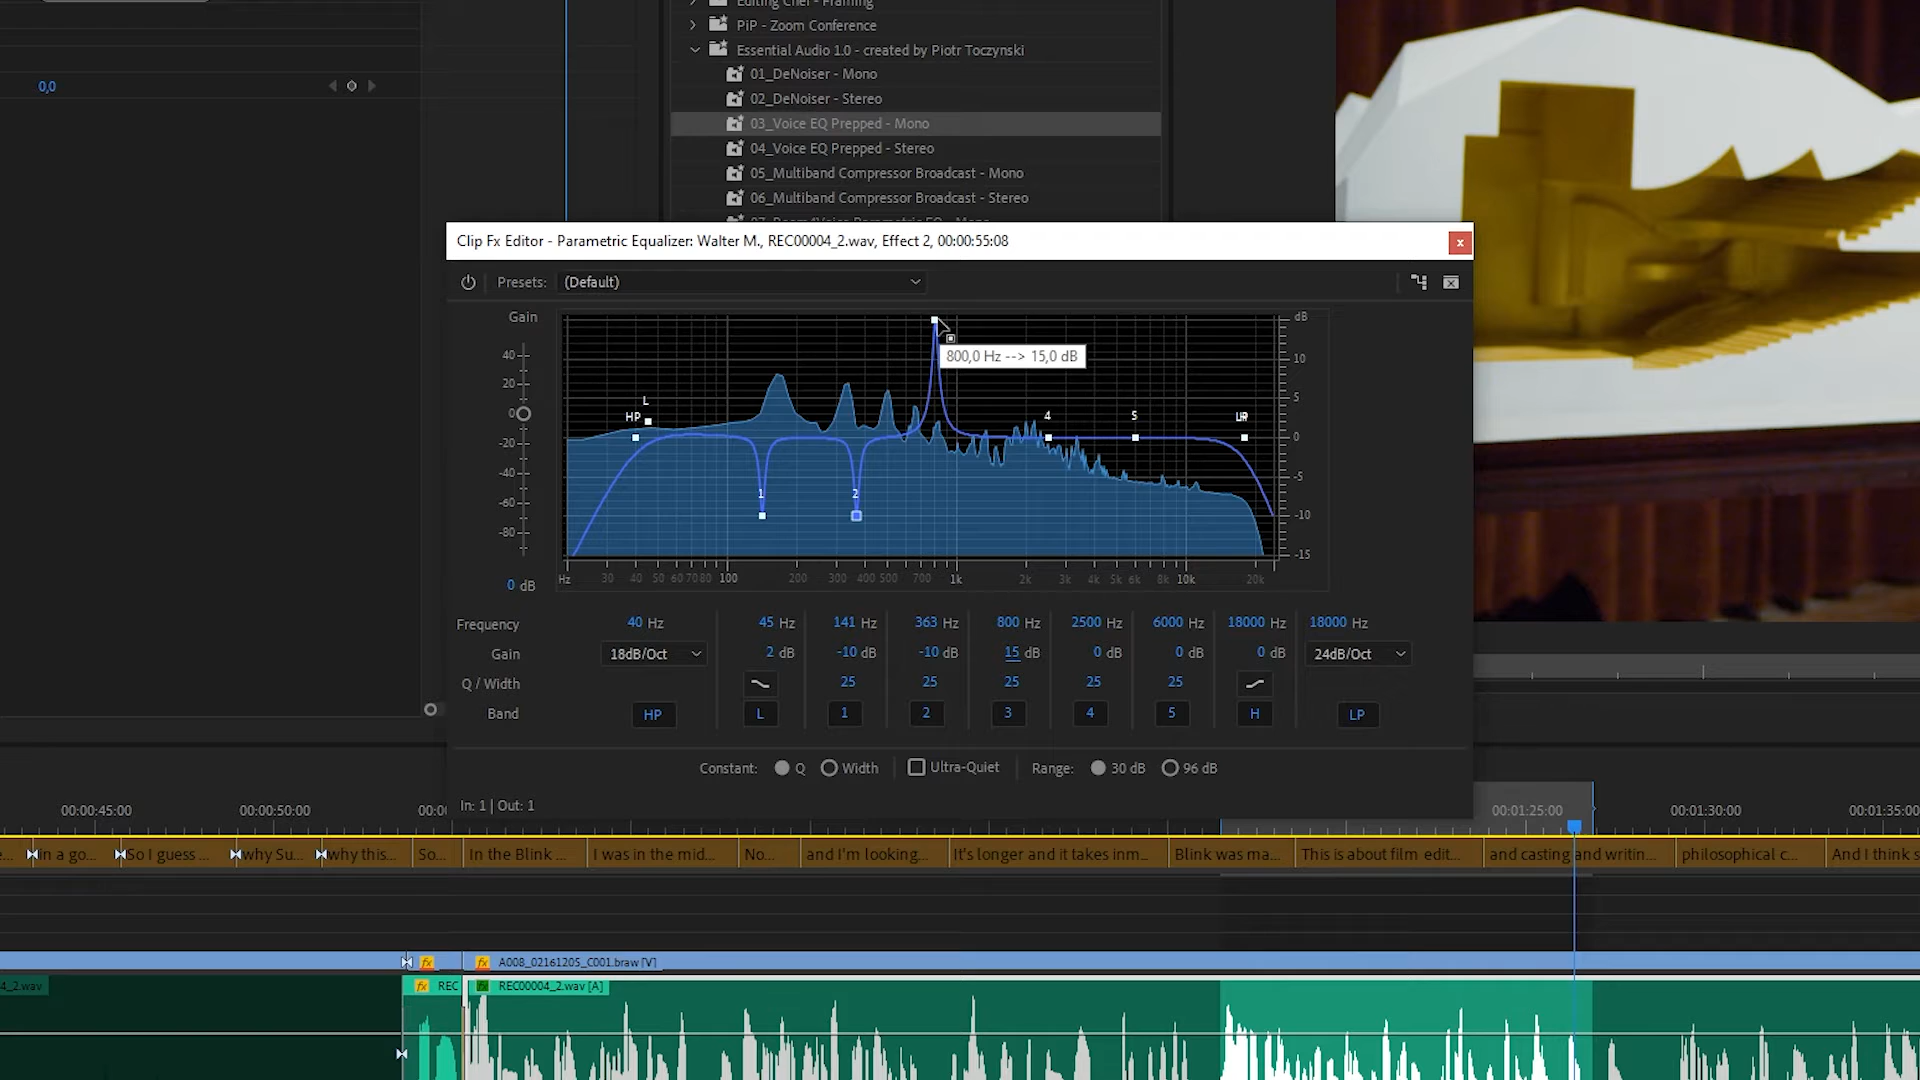 Editing Chef - Framing
PiP - Zoom Conference
Essential Audio 1.0 - created by Piotr Toczynski
0,0
01_DeNoiser - Mono
02_DeNoiser - Stereo
03_Voice EQ Prepped - Mono
04_Voice EQ Prepped - Stereo
05_Multiband Compressor Broadcast - Mono
06_Multiband Compressor Broadcast - Stereo
Clip Fx Editor - Parametric Equalizer: Walter M., REC00004_2.wav, Effect 2, 00:00:55:08
x
Presets: (Default)
Gain
dB
40
20
0
-20
-40
-60
-80
10
5
0
-5
-10
-15
800,0 Hz --> 15,0 dB
HP
L
1
2
4
5
Hz 30 40 50 60 70 80 100 200 300 400 500 700 1k 2k 3k 4k 5k 6k 8k 10k 20k
0 dB
Frequency 40 Hz 45 Hz 141 Hz 363 Hz 800 Hz 2500 Hz 6000 Hz 18000 Hz 18000 Hz
Gain 18dB/Oct 2 dB -10 dB -10 dB 15 dB 0 dB 0 dB 0 dB 24dB/Oct
Q / Width 25 25 25 25 25
Band HP L 1 2 3 4 5 H LP
Constant: Q Width Ultra-Quiet Range: 30 dB 96 dB
In: 1 | Out: 1
00:00:45:00 00:00:50:00 00:0 00:01:25:00 00:01:30:00 00:01:35:00
e... in a go... So I guess ... why Su... why this... So... In the Blink ... I was in the mid... No... and I'm looking... It's longer and it takes inm... Blink was ma... This is about film edit... and casting and writin... philosophical c... And I think s
fx fx A008_02161205_C001.braw [V]
4_2.wav fx REC fx REC00004_2.wav [A]